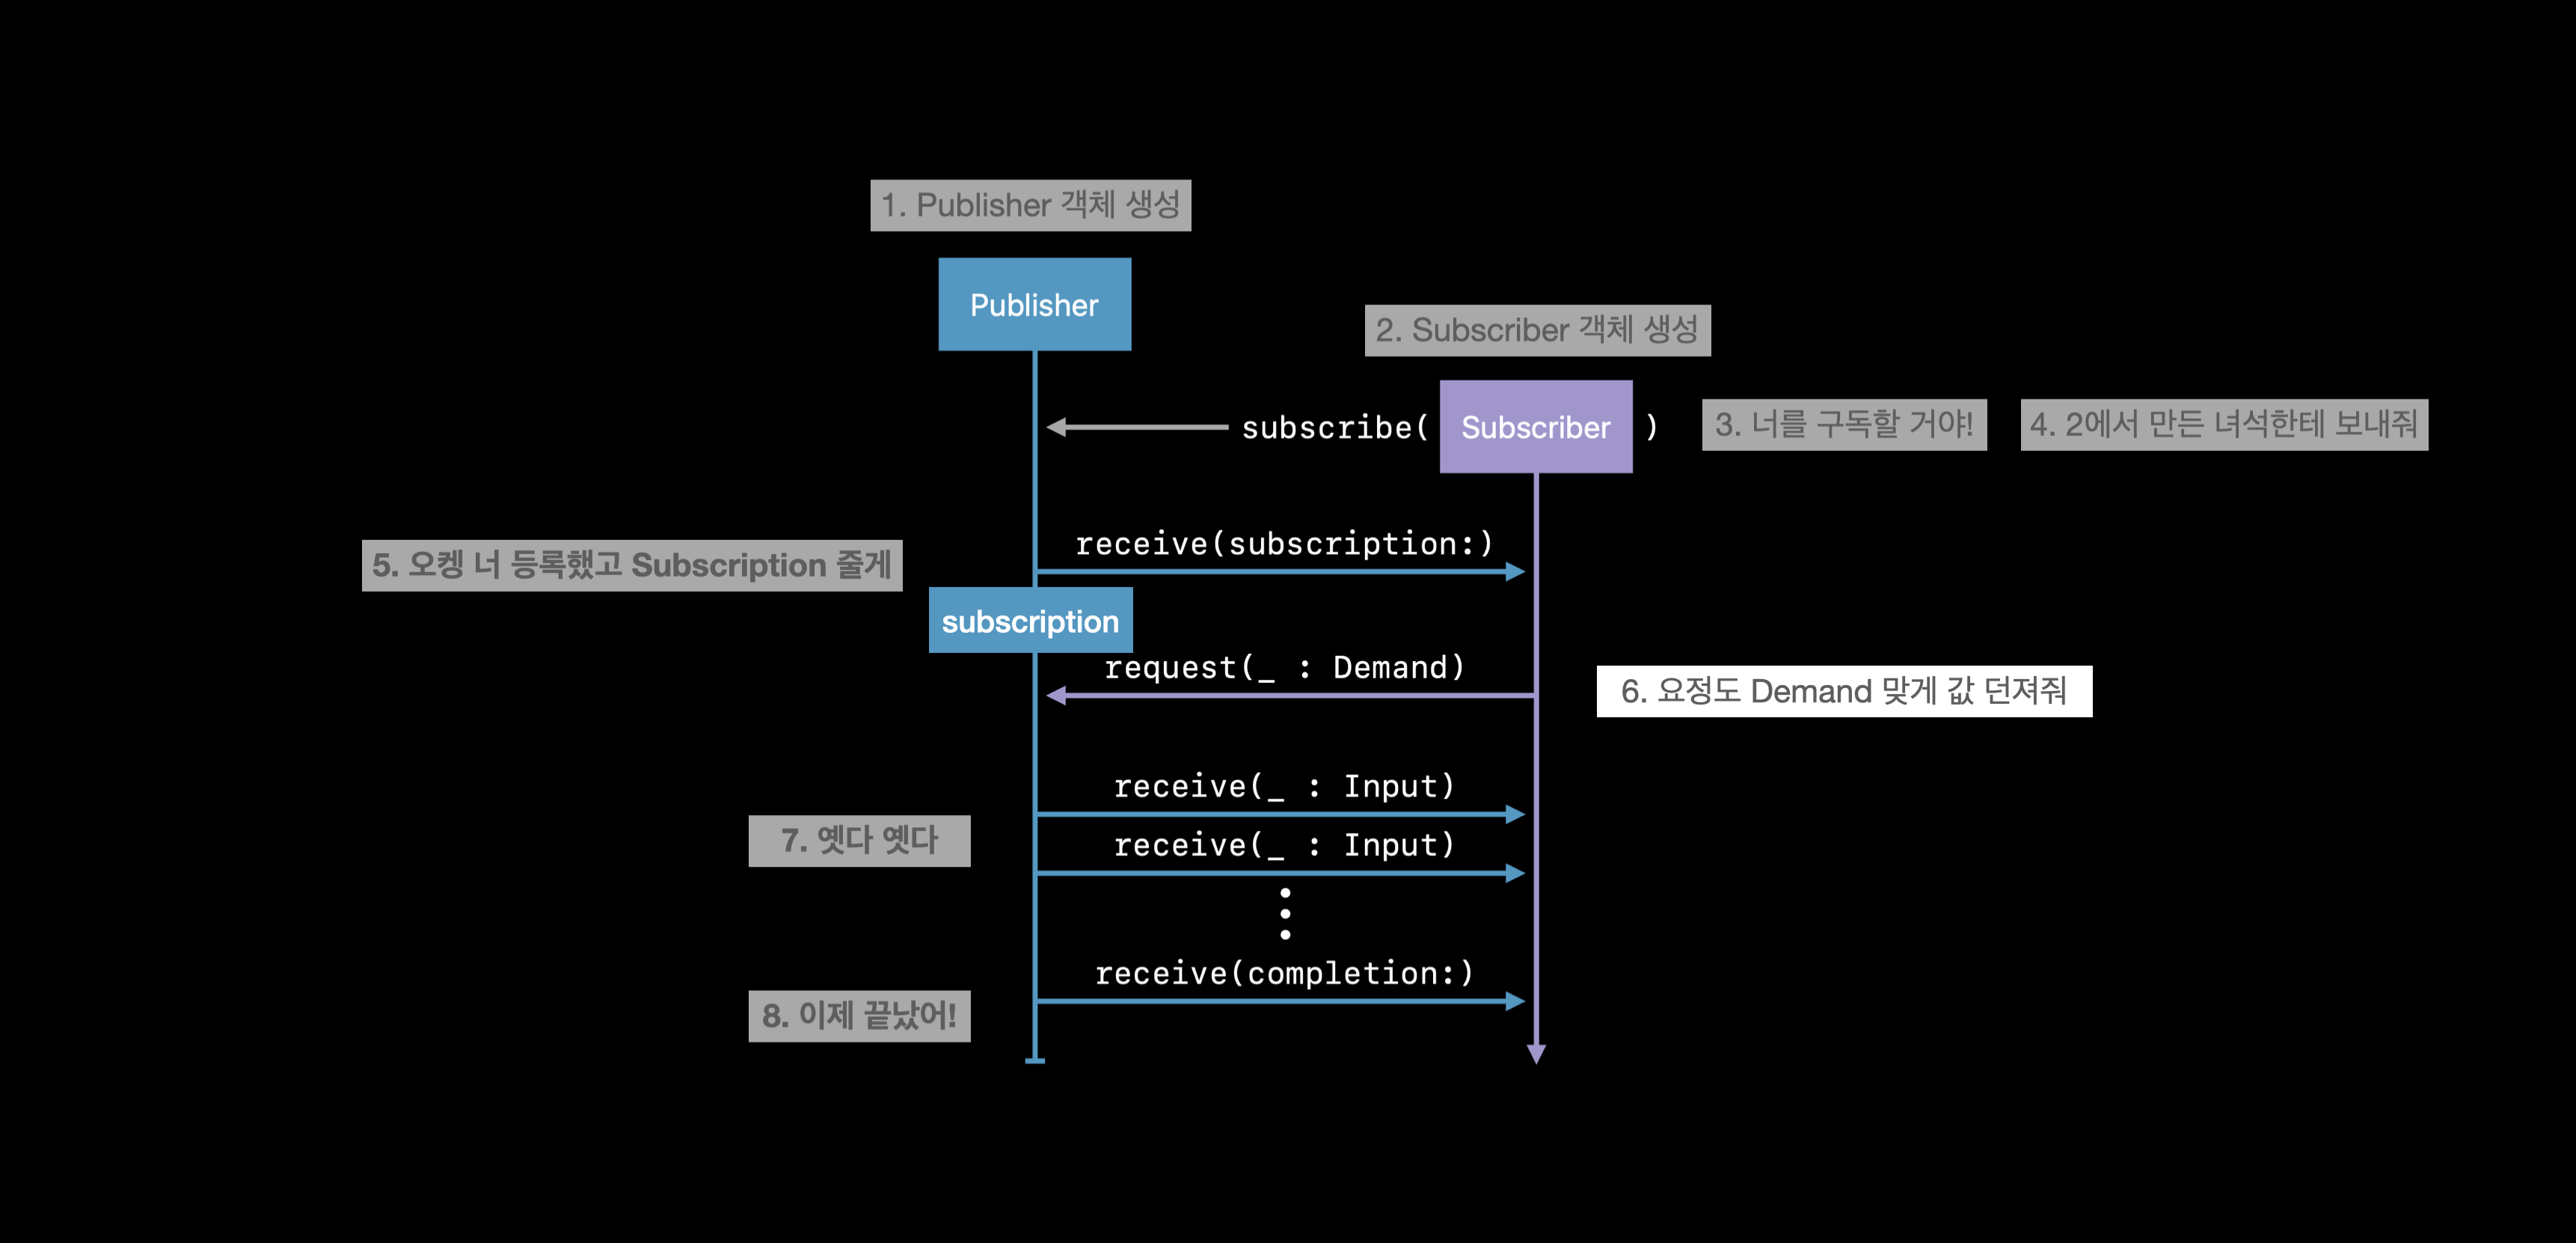 1. Publisher 객체 생성
Publisher
2. Subscriber 객체 생성
subscribe( Subscriber )
3. 너를 구독할 거야!
4. 2에서 만든 녀석한테 보내줘
receive(subscription:)
5. 오켕 너 등록했고 Subscription 줄게
subscription
request(_ : Demand)
6. 요정도 Demand 맞게 값 던져줘
receive(_ : Input)
7. 옛다 옛다
receive(_ : Input)
receive(completion:)
8. 이제 끝났어!